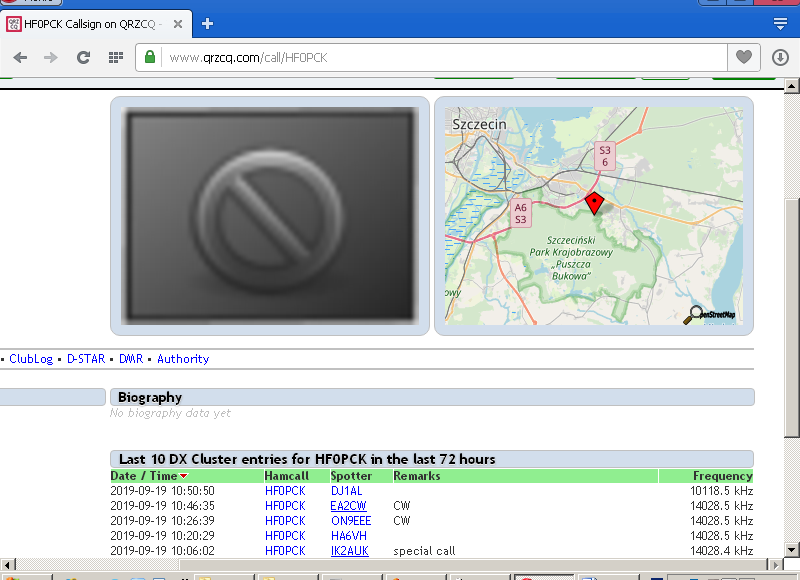 HF0PCK Callsign on QRZCQ -
www.qrzcq.com/call/HF0PCK
Szczecin
S3
6
A6
S3
Szczeciński
Park Krajobrazowy
„Puszcza
Bukowa”
owy
OpenStreetMap
• ClubLog • D-STAR • DMR • Authority
Biography
No biography data yet
Last 10 DX Cluster entries for HF0PCK in the last 72 hours
Date / Time Hamcall Spotter Remarks Frequency
2019-09-19 10:50:50 HF0PCK DJ1AL 10118.5 kHz
2019-09-19 10:46:35 HF0PCK EA2CW CW 14028.5 kHz
2019-09-19 10:26:39 HF0PCK ON9EEE CW 14028.5 kHz
2019-09-19 10:20:29 HF0PCK HA6VH 14028.5 kHz
2019-09-19 10:06:02 HF0PCK IK2AUK special call 14028.4 kHz